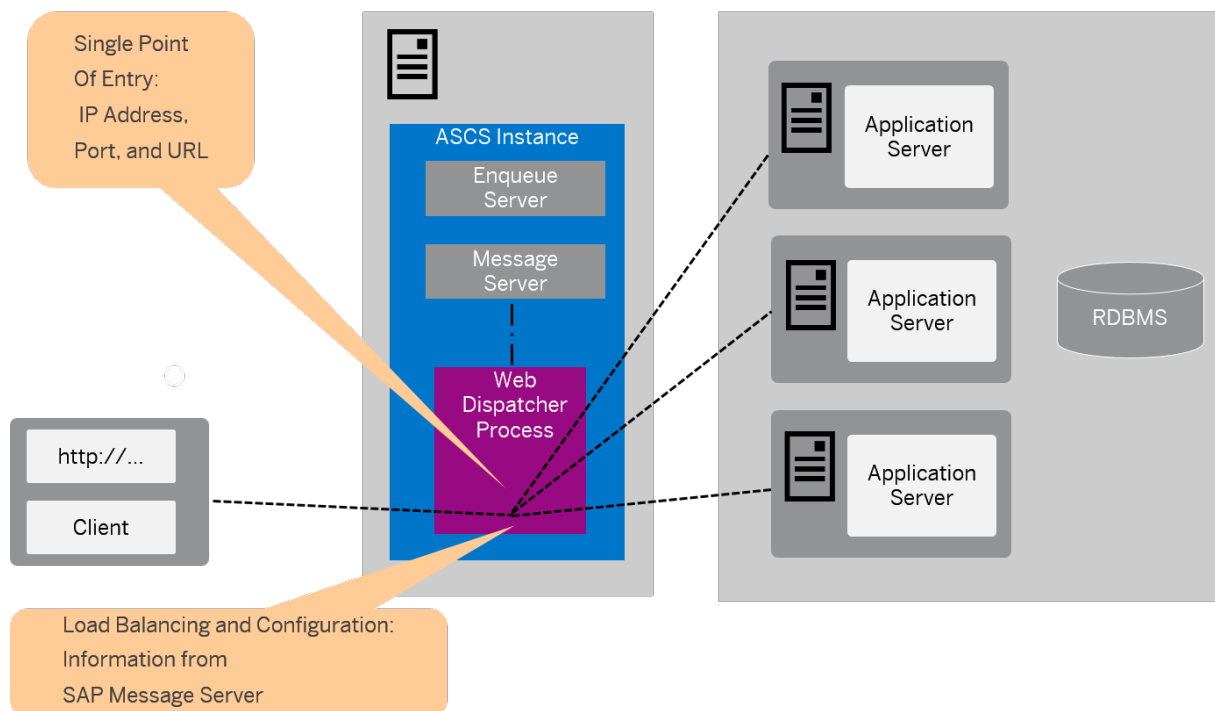 Single Point
Of Entry:
IP Address,
Port, and URL
ASCS Instance
Enqueue
Server
Message
Server
Web
Dispatcher
Process
http://...
Client
Load Balancing and Configuration:
Information from
SAP Message Server
Application
Server
Application
Server
Application
Server
RDBMS